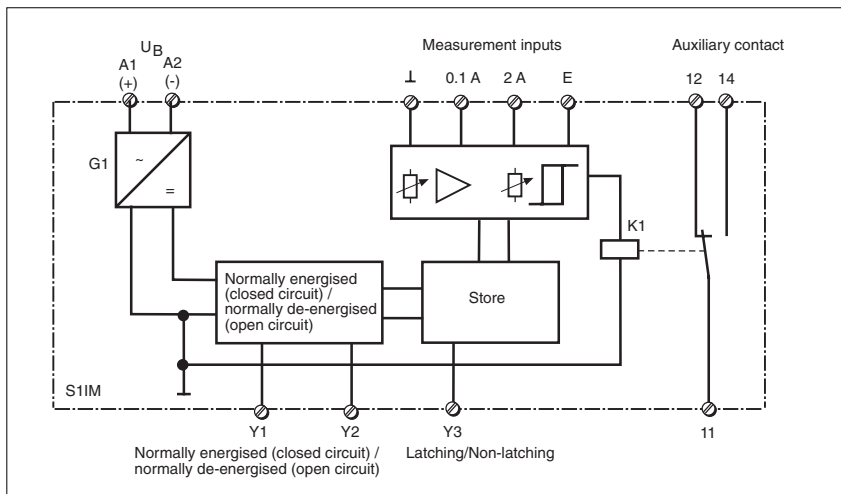 U_B
A1
(+)
A2
(-)
Measurement inputs
⊥ 0.1 A 2 A E
Auxiliary contact
12 14
G1
~
=
K1
Normally energised
(closed circuit) /
normally de-energised
(open circuit)
Store
S1IM
Y1 Y2 Y3 11
Normally energised (closed circuit) /
normally de-energised (open circuit)
Latching/Non-latching